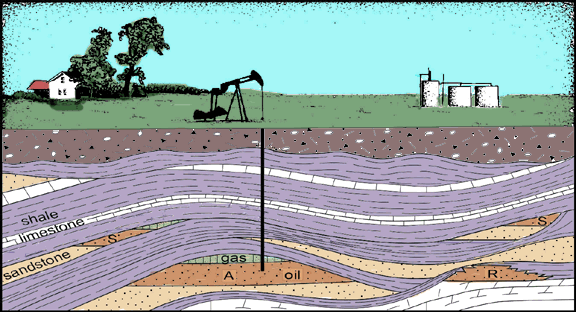 shale
limestone
S
S
sandstone
gas
A oil
R